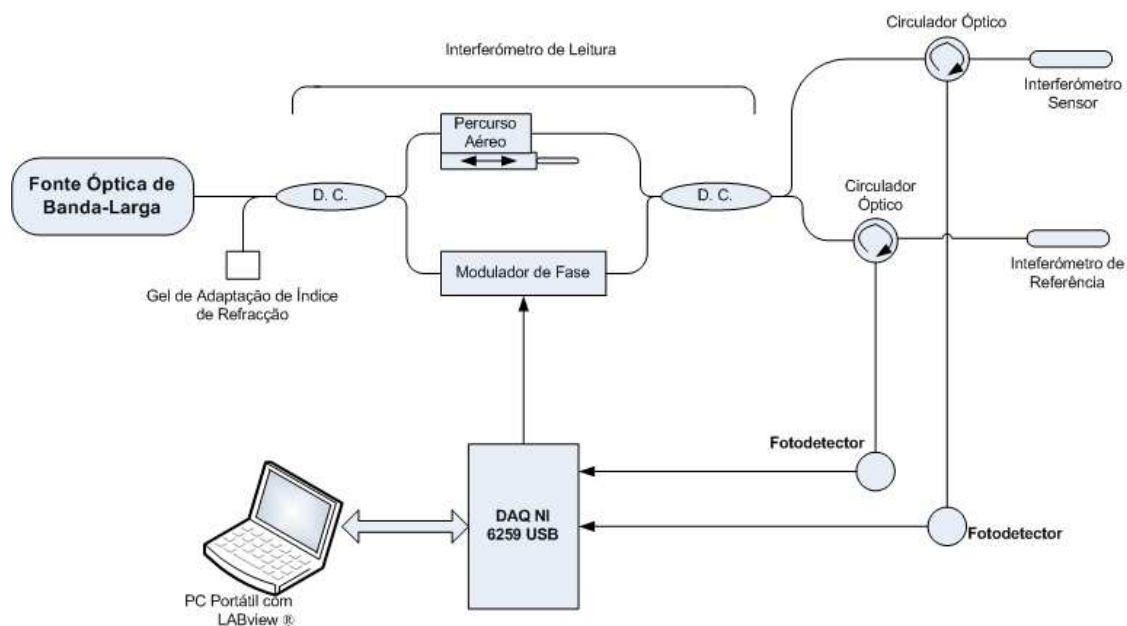 Circulador Óptico
Interferómetro de Leitura
Interferómetro
Sensor
Percurso
Aéreo
Fonte Óptica de
Banda-Larga
D. C.
D. C.
Circulador
Óptico
Modulador de Fase
Inteferómetro de
Referência
Gel de Adaptação de Índice
de Refracção
Fotodetector
DAQ NI
6259 USB
Fotodetector
PC Portátil com
LABview ®